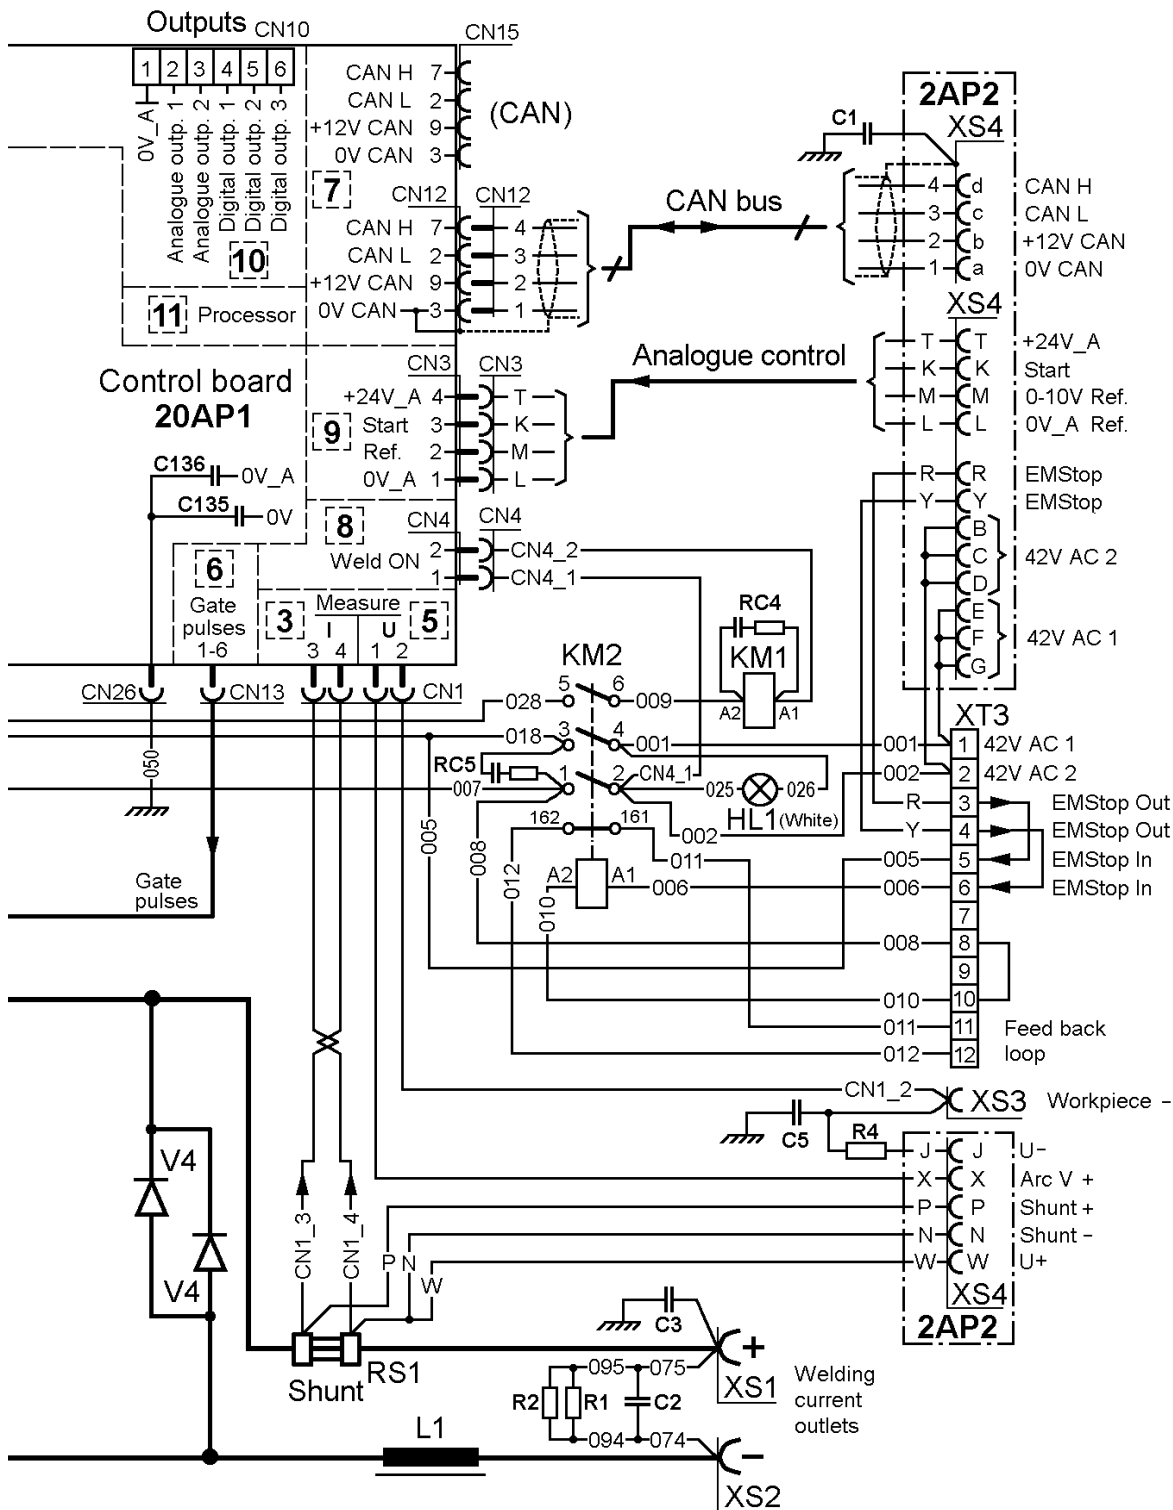 Outputs CN10
1 2 3 4 5 6
0V_A
Analogue outp. 1
Analogue outp. 2
Digital outp. 1
Digital outp. 2
Digital outp. 3
10
11 Processor
7
CN15
CAN H 7
CAN L 2
+12V CAN 9
0V CAN 3
(CAN)
CN12 CN12
CAN H 7 4
CAN L 2 3
+12V CAN 9 2
0V CAN 3 1
CAN bus
C1
2AP2
XS4
4 d CAN H
3 c CAN L
2 b +12V CAN
1 a 0V CAN
XS4
T T +24V_A
K K Start
M M 0-10V Ref.
L L 0V_A Ref.
R R EMStop
Y Y EMStop
B
C 42V AC 2
D
E
F 42V AC 1
G
Analogue control
Control board
20AP1
CN3 CN3
9
+24V_A 4 T
Start 3 K
Ref. 2 M
0V_A 1 L
C136 0V_A
C135 0V
8
CN4 CN4
Weld ON
2 CN4_2
1 CN4_1
6
Gate
pulses
1-6
3 Measure 5
I U
3 4 1 2
CN26 CN13 CN1
050
Gate
pulses
RC4
KM1
A2 A1
KM2
028 5 6 009
018 3 4 001
RC5
007 1 2 CN4_1
025 026
HL1 (White)
002
162 161
011
A2 A1
006
005
008
012
010
XT3
001 1 42V AC 1
002 2 42V AC 2
R 3 EMStop Out
Y 4 EMStop Out
005 5 EMStop In
006 6 EMStop In
7
008 8
9
010 10
011 11 Feed back
012 12 loop
CN1_2 XS3 Workpiece –
C5 R4
J J U–
X X Arc V +
P P Shunt +
N N Shunt –
W W U+
XS4
2AP2
V4
V4
CN1_3
CN1_4
P N
W
RS1
Shunt
C3
+
XS1
Welding
current
outlets
095 075
R2 R1 C2
094 074
L1
–
XS2